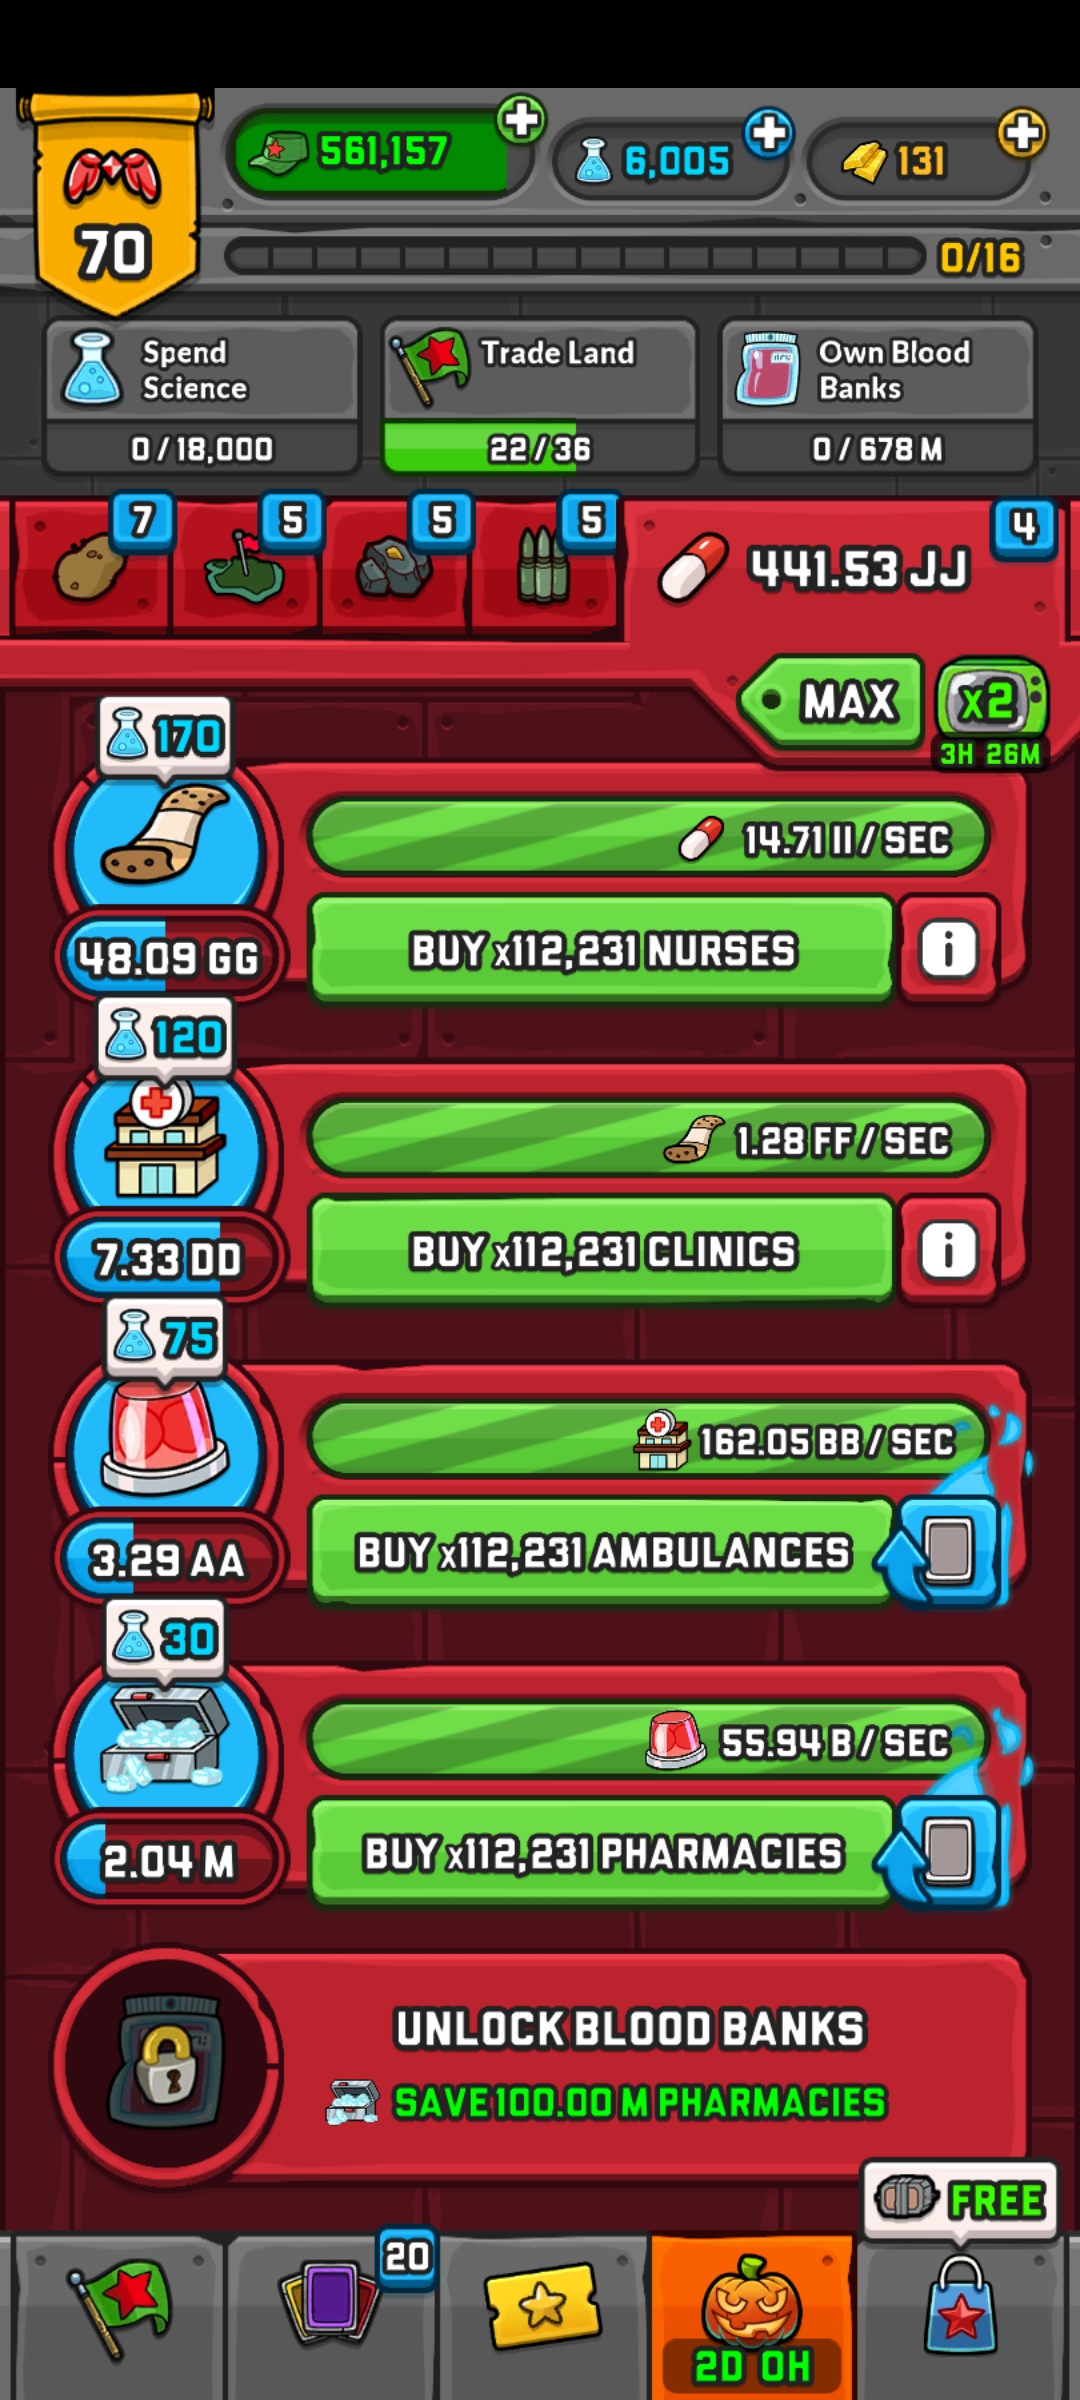 70
561,157
6,005
131
0/16
Spend
Science
0 / 18,000
Trade Land
22 / 36
Own Blood
Banks
0 / 678 M
7
5
5
5
441.53 JJ
4
MAX
x2
3H 26M
170
14.71 II / SEC
48.09 GG
BUY x112,231 NURSES
i
120
1.28 FF / SEC
7.33 DD
BUY x112,231 CLINICS
i
75
162.05 BB / SEC
3.29 AA
BUY x112,231 AMBULANCES
30
55.94 B / SEC
2.04 M
BUY x112,231 PHARMACIES
UNLOCK BLOOD BANKS
SAVE 100.00 M PHARMACIES
FREE
20
2D 0H